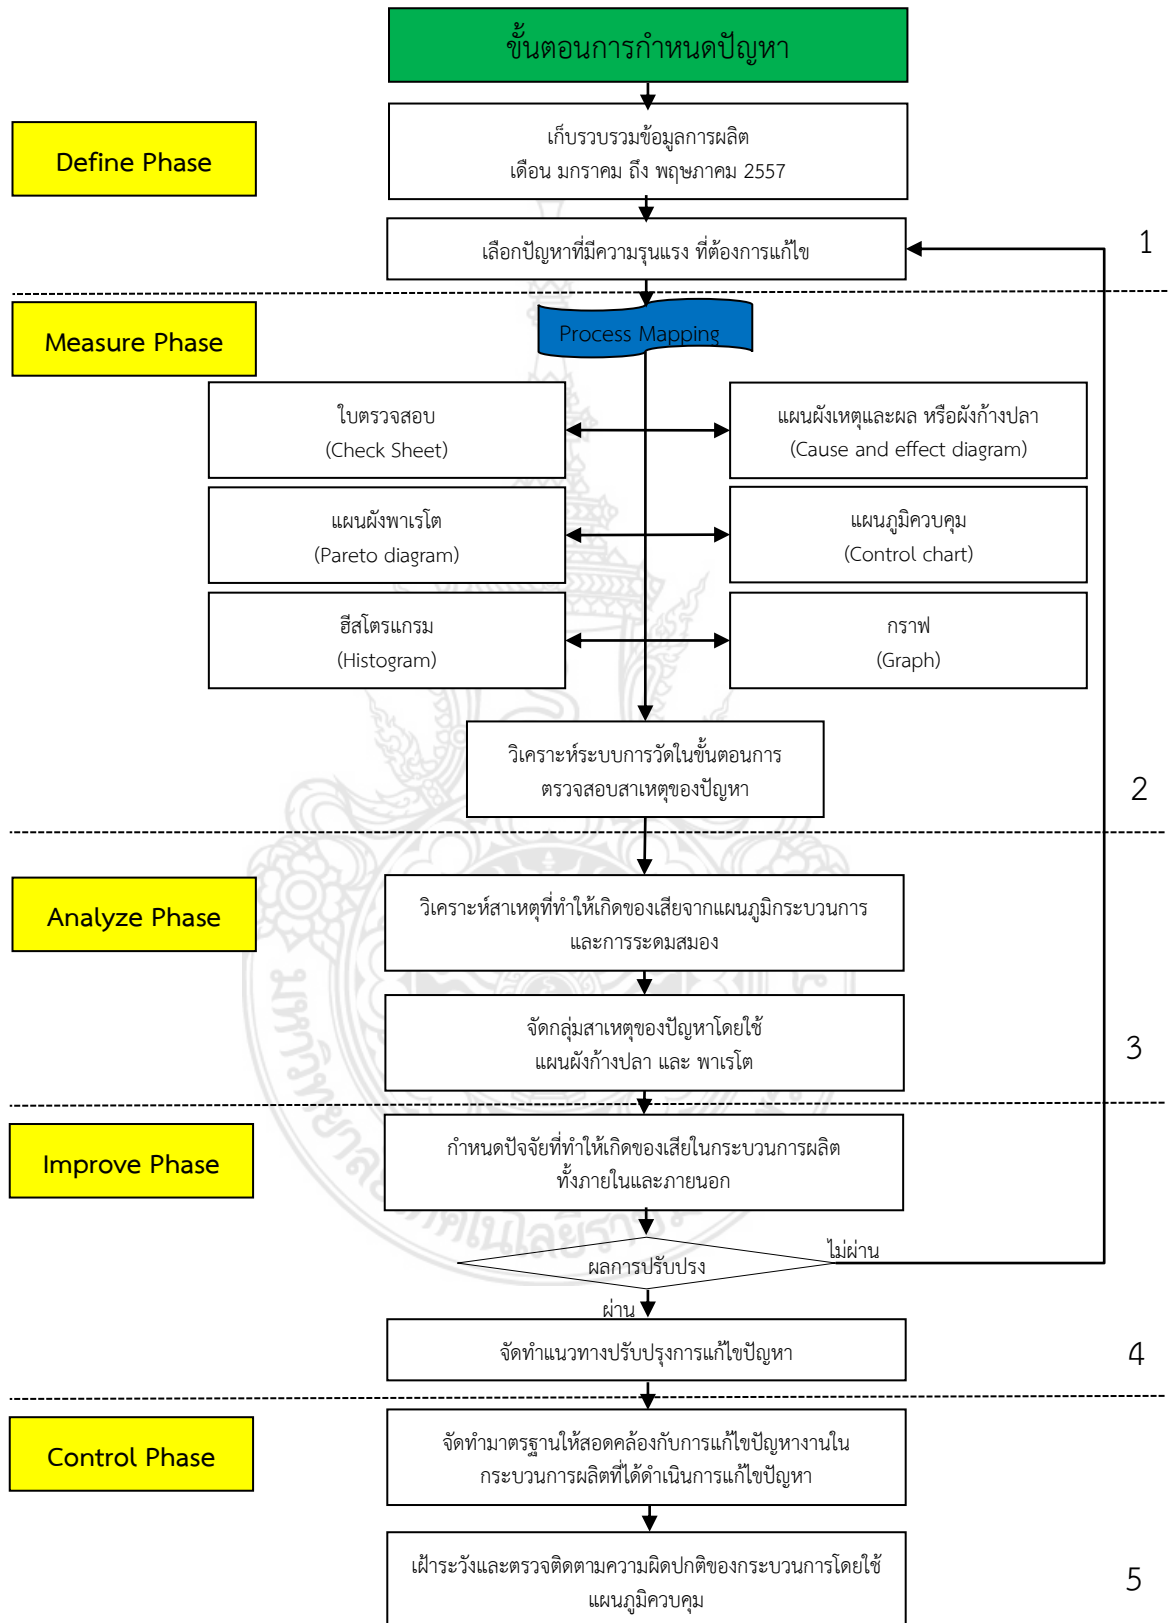 ขั้นตอนการกำหนดปัญหา
Define Phase
เก็บรวบรวมข้อมูลการผลิต
เดือน มกราคม ถึง พฤษภาคม 2557
เลือกปัญหาที่มีความรุนแรง ที่ต้องการแก้ไข
1
Measure Phase
Process Mapping
ใบตรวจสอบ
(Check Sheet)
แผนผังเหตุและผล หรือผังก้างปลา
(Cause and effect diagram)
แผนผังพาเรโต
(Pareto diagram)
แผนภูมิควบคุม
(Control chart)
ฮีสโตรแกรม
(Histogram)
กราฟ
(Graph)
วิเคราะห์ระบบการวัดในขั้นตอนการ
ตรวจสอบสาเหตุของปัญหา
2
Analyze Phase
วิเคราะห์สาเหตุที่ทำให้เกิดของเสียจากแผนภูมิกระบวนการ
และการระดมสมอง
จัดกลุ่มสาเหตุของปัญหาโดยใช้
แผนผังก้างปลา และ พาเรโต
3
Improve Phase
กำหนดปัจจัยที่ทำให้เกิดของเสียในกระบวนการผลิต
ทั้งภายในและภายนอก
ผลการปรับปรง
ไม่ผ่าน
ผ่าน
จัดทำแนวทางปรับปรุงการแก้ไขปัญหา
4
Control Phase
จัดทำมาตรฐานให้สอดคล้องกับการแก้ไขปัญหางานใน
กระบวนการผลิตที่ได้ดำเนินการแก้ไขปัญหา
เฝ้าระวังและตรวจติดตามความผิดปกติของกระบวนการโดยใช้
แผนภูมิควบคุม
5